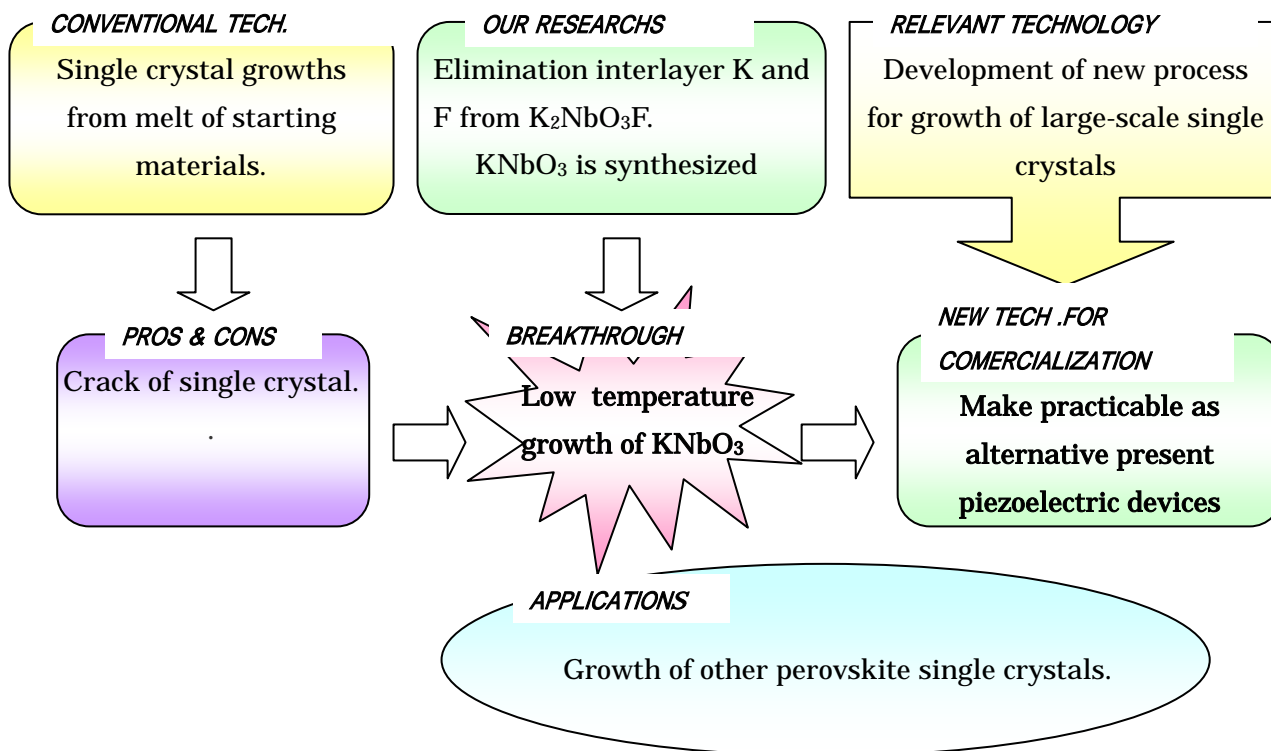 CONVENTIONAL TECH.
Single crystal growths
from melt of starting
materials.
OUR RESEARCHS
Elimination interlayer K and
F from K₂NbO₃F.
KNbO₃ is synthesized
RELEVANT TECHNOLOGY
Development of new process
for growth of large-scale single
crystals
PROS & CONS
Crack of single crystal.
.
BREAKTHROUGH
Low temperature
growth of KNbO₃
NEW TECH .FOR
COMERCIALIZATION
Make practicable as
alternative present
piezoelectric devices
APPLICATIONS
Growth of other perovskite single crystals.